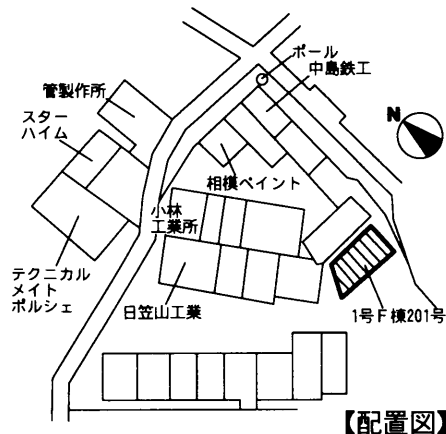 ポール
中島鉄工
管製作所
スター
ハイム
N
相模ペイント
小林
工業所
テクニカル
メイト
ポルシェ
日笠山工業
1号F棟201号
【配置図】